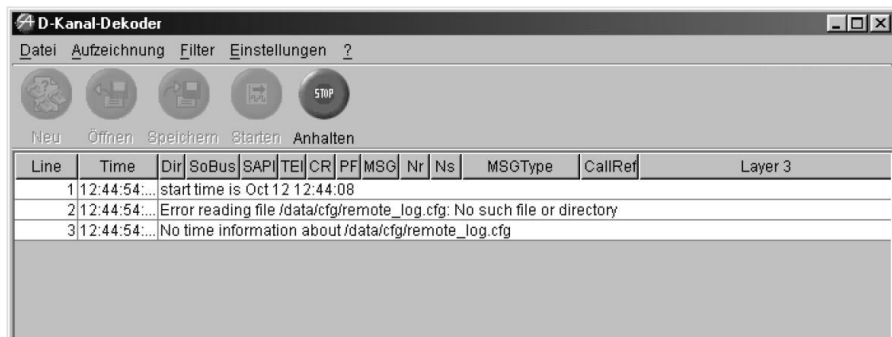 D-Kanal-Dekoder
Datei Aufzeichnung Filter Einstellungen ?
STOP
Neu Öffnen Speichern Starten Anhalten
Line Time Dir SoBus SAPI TEI CR PF MSG Nr Ns MSGType CallRef Layer 3
1 12:44:54:... start time is Oct 12 12:44:08
2 12:44:54:... Error reading file /data/cfg/remote_log.cfg: No such file or directory
3 12:44:54:... No time information about /data/cfg/remote_log.cfg